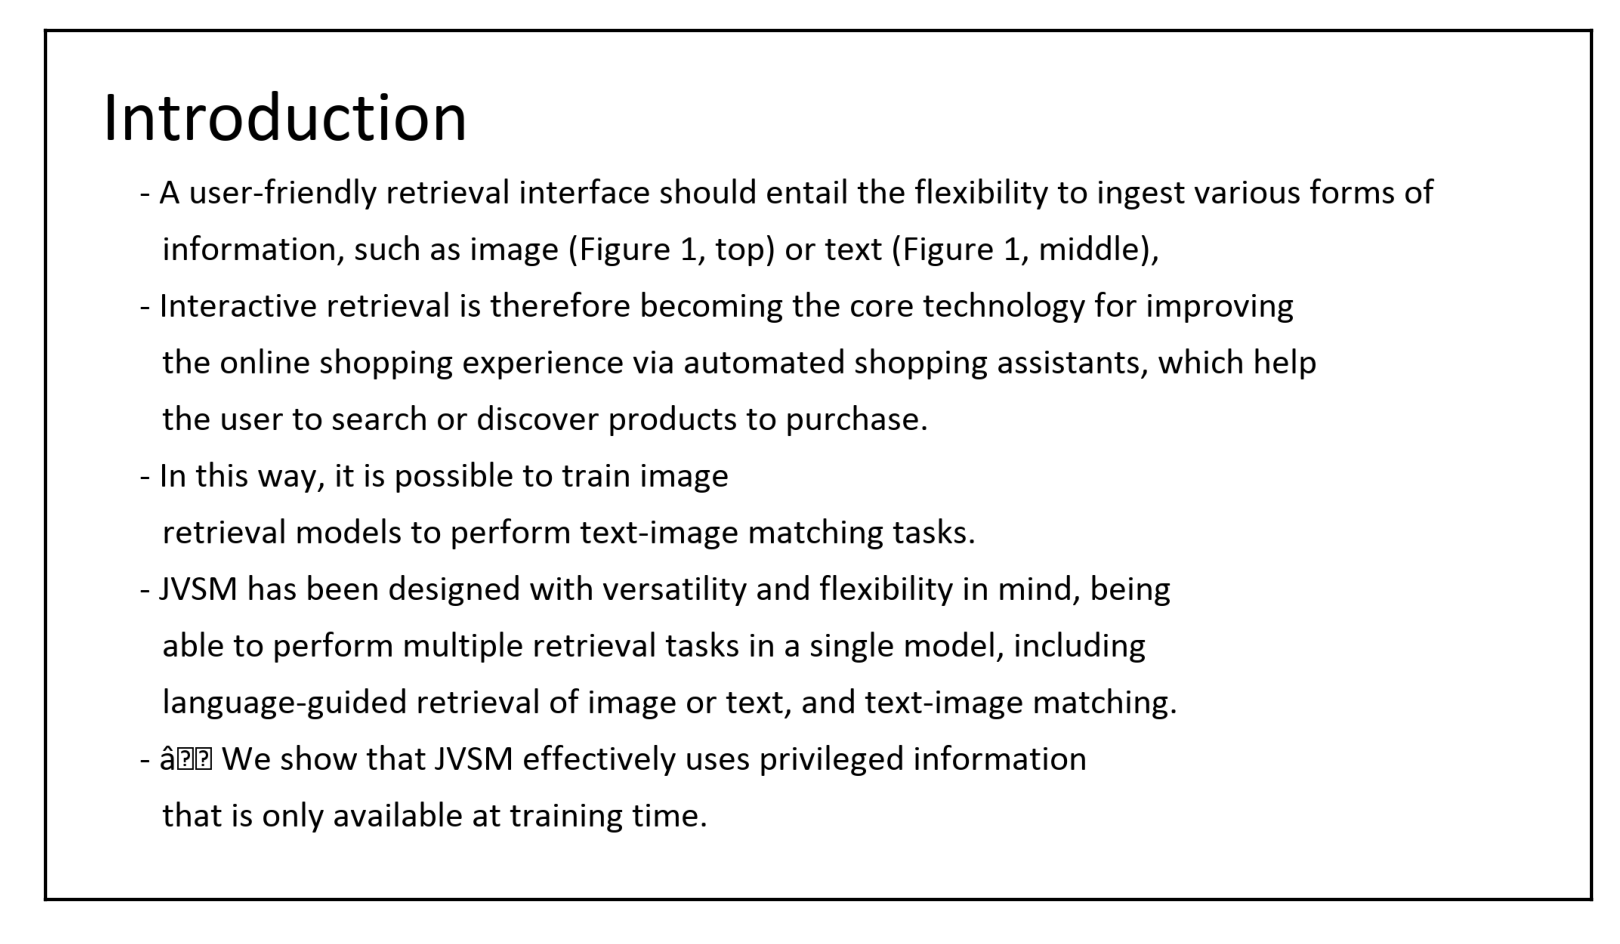 Introduction
- A user-friendly retrieval interface should entail the flexibility to ingest various forms of
information, such as image (Figure 1, top) or text (Figure 1, middle),
- Interactive retrieval is therefore becoming the core technology for improving
the online shopping experience via automated shopping assistants, which help
the user to search or discover products to purchase.
- In this way, it is possible to train image
retrieval models to perform text-image matching tasks.
- JVSM has been designed with versatility and flexibility in mind, being
able to perform multiple retrieval tasks in a single model, including
language-guided retrieval of image or text, and text-image matching.
- â We show that JVSM effectively uses privileged information
that is only available at training time.